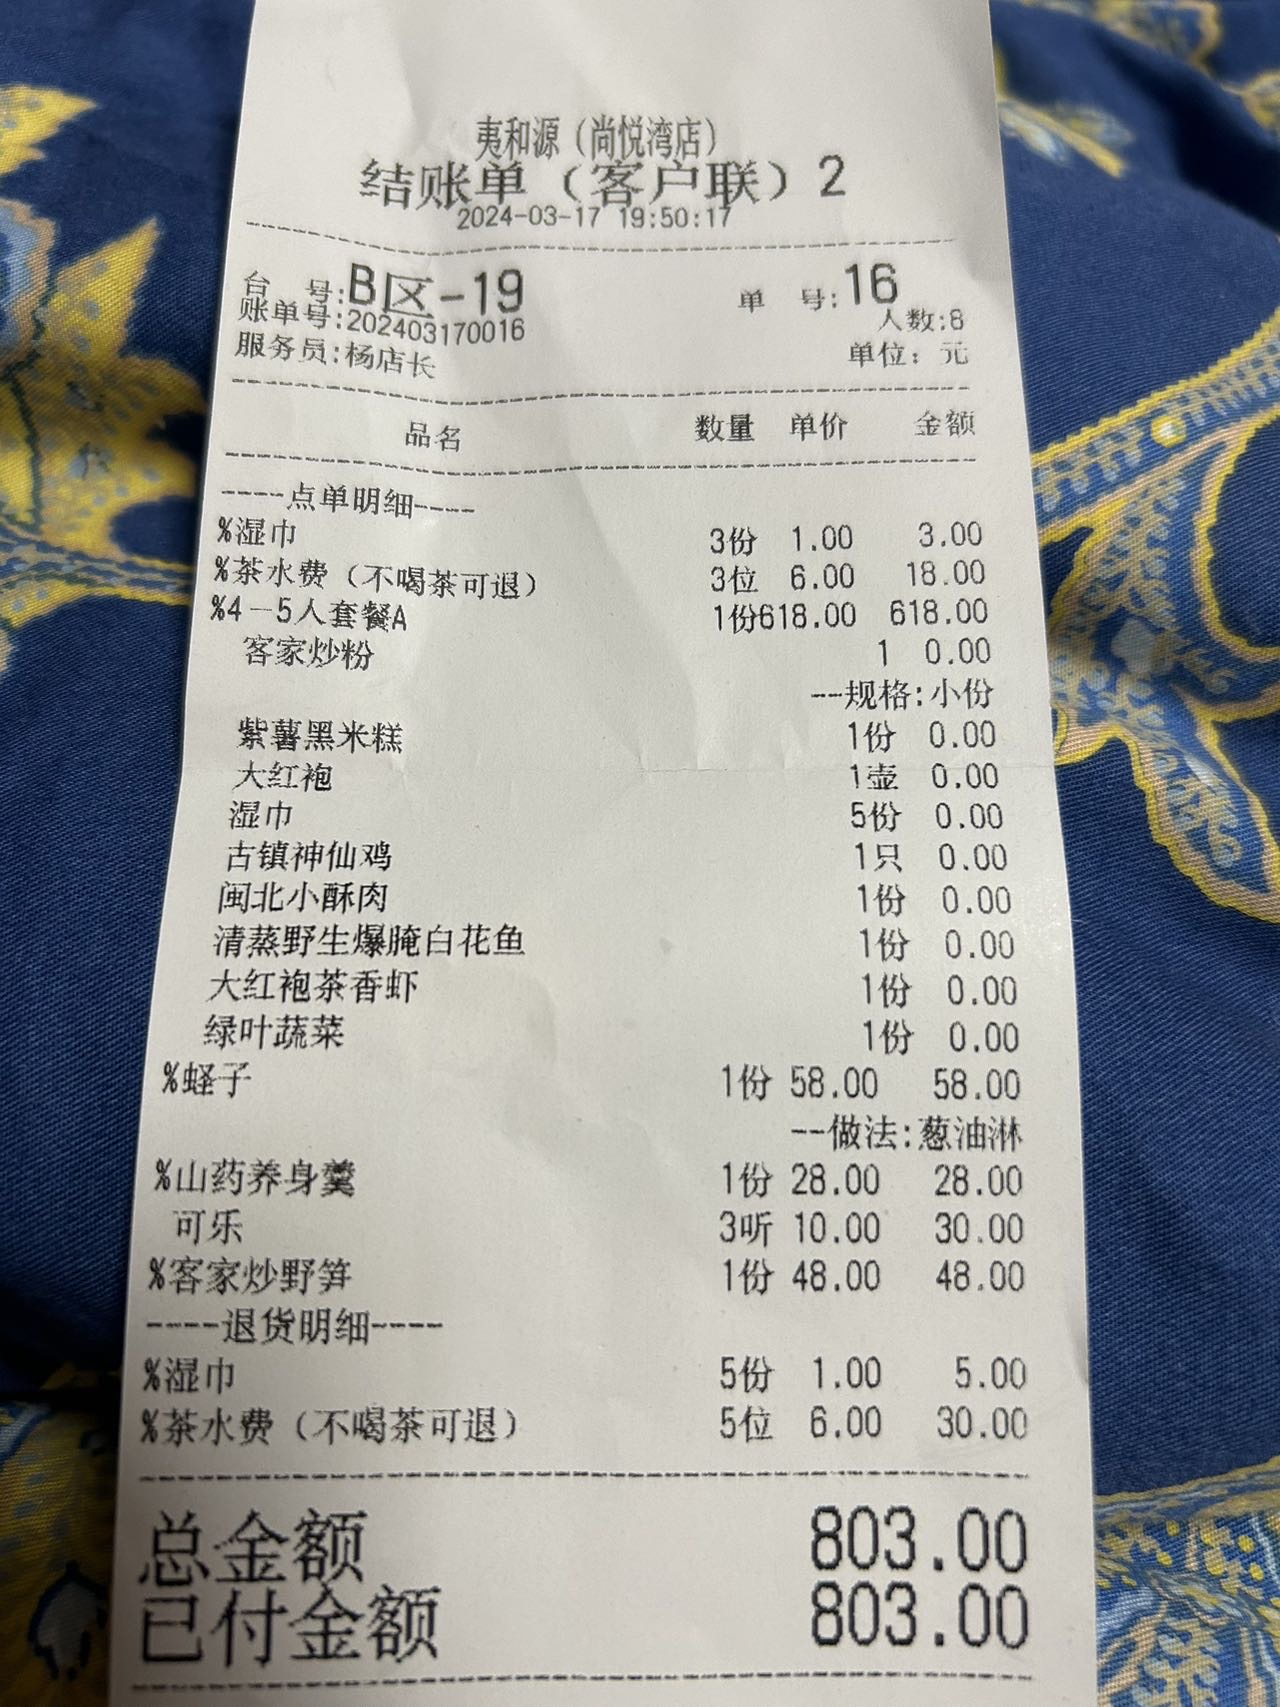 夷和源（尚悦湾店）
结账单（客户联）2
2024-03-17 19:50:17
台 号:B区-19 单 号:16
账单号:202403170016 人数:8
服务员:杨店长 单位：元
品名 数量 单价 金额
----点单明细----
%湿巾 3份 1.00 3.00
%茶水费（不喝茶可退） 3位 6.00 18.00
%4－5人套餐A 1份618.00 618.00
客家炒粉 1 0.00
--规格:小份
紫薯黑米糕 1份 0.00
大红袍 1壶 0.00
湿巾 5份 0.00
古镇神仙鸡 1只 0.00
闽北小酥肉 1份 0.00
清蒸野生爆腌白花鱼 1份 0.00
大红袍茶香虾 1份 0.00
绿叶蔬菜 1份 0.00
%蛏子 1份 58.00 58.00
--做法:葱油淋
%山药养身羹 1份 28.00 28.00
可乐 3听 10.00 30.00
%客家炒野笋 1份 48.00 48.00
----退货明细----
%湿巾 5份 1.00 5.00
%茶水费（不喝茶可退） 5位 6.00 30.00
总金额 803.00
已付金额 803.00